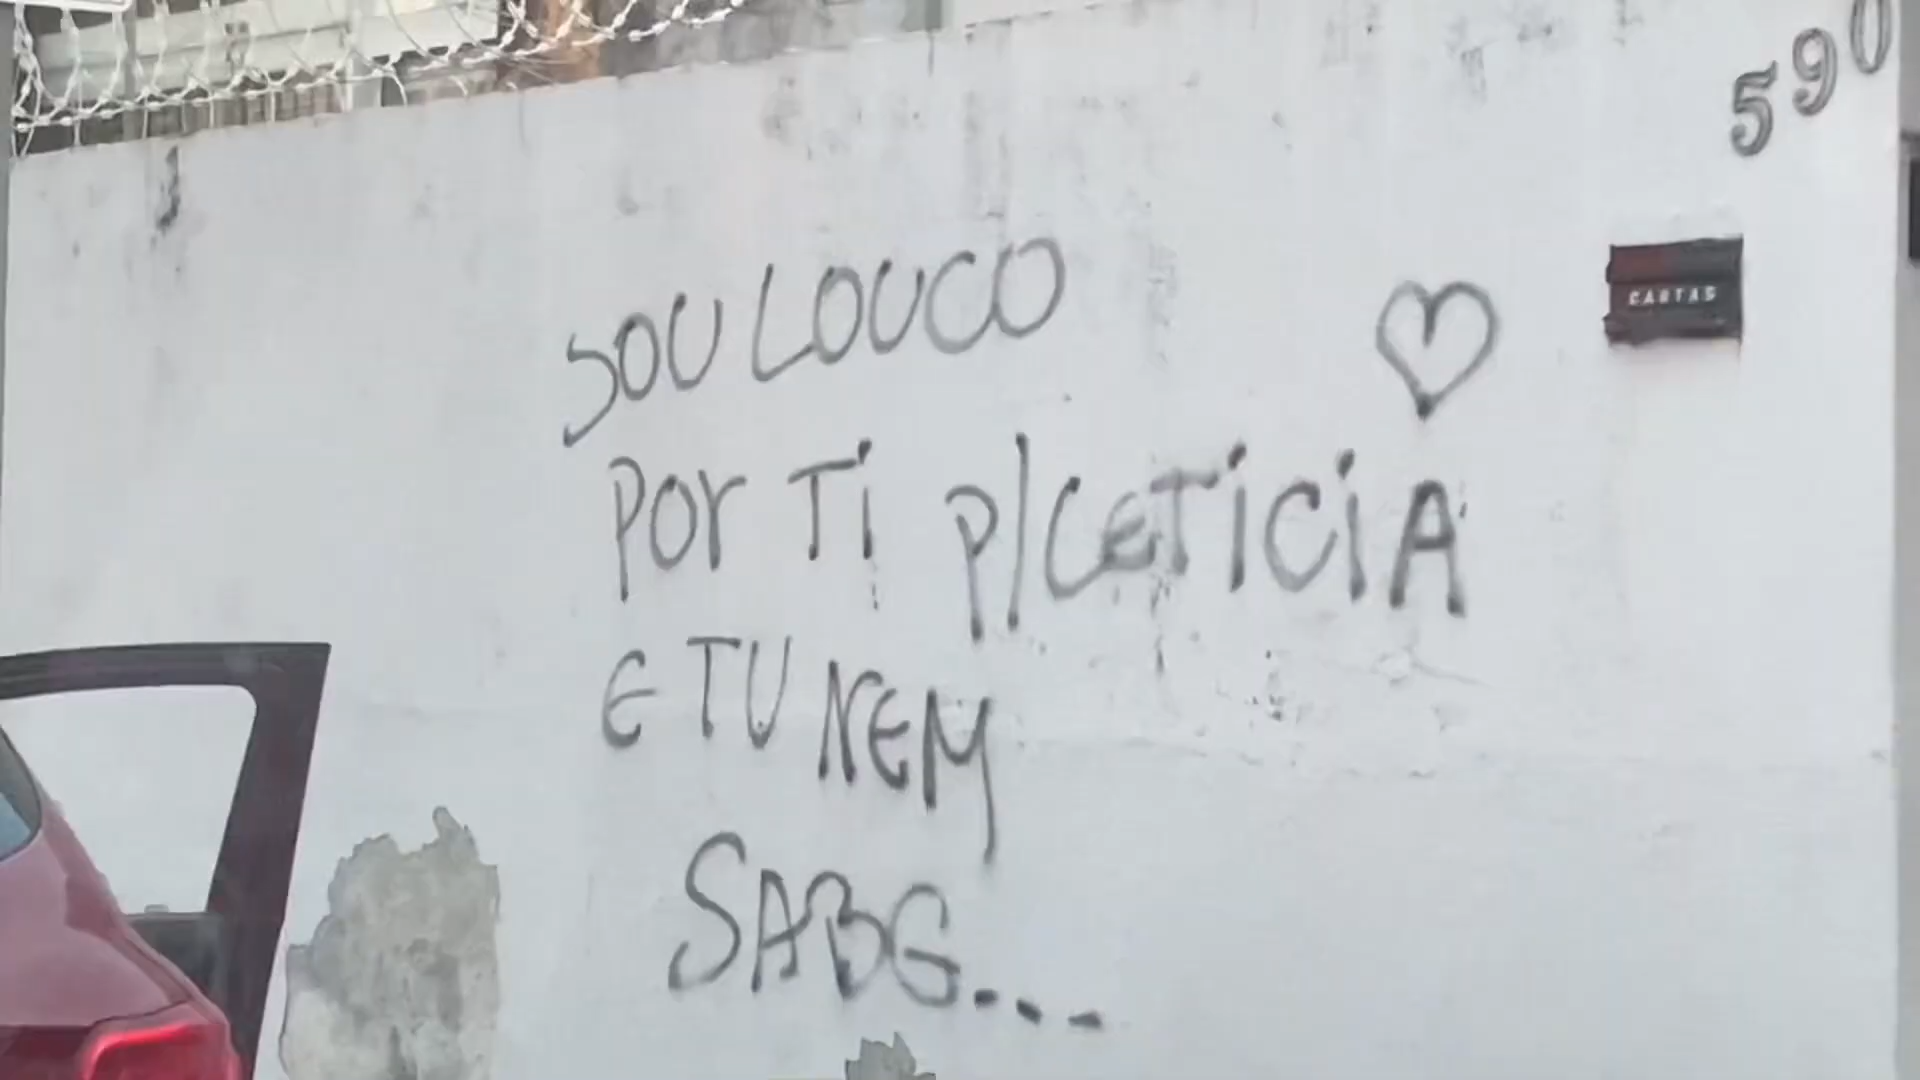 590
CARTAS
SOU LOUCO
POR TI P/LETICIA
E TU NEM
SABE...